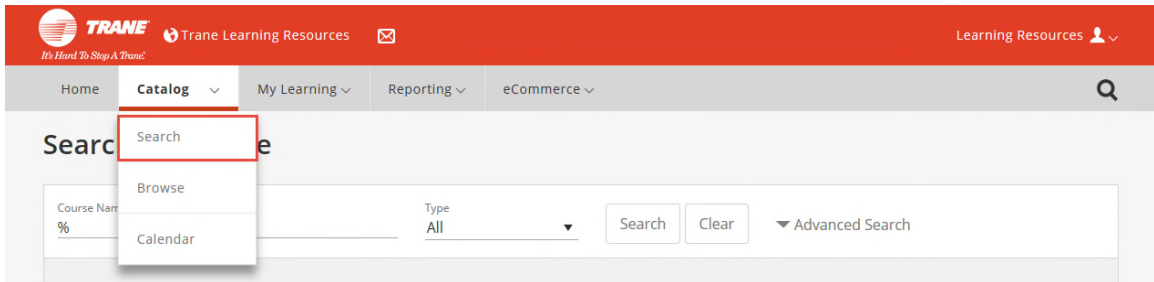 TRANE
It's Hard To Stop A Trane.
Trane Learning Resources
Learning Resources
Home
Catalog
My Learning
Reporting
eCommerce
Search
Searc
e
Browse
Course Nam
%
Calendar
Type
All
Search
Clear
Advanced Search